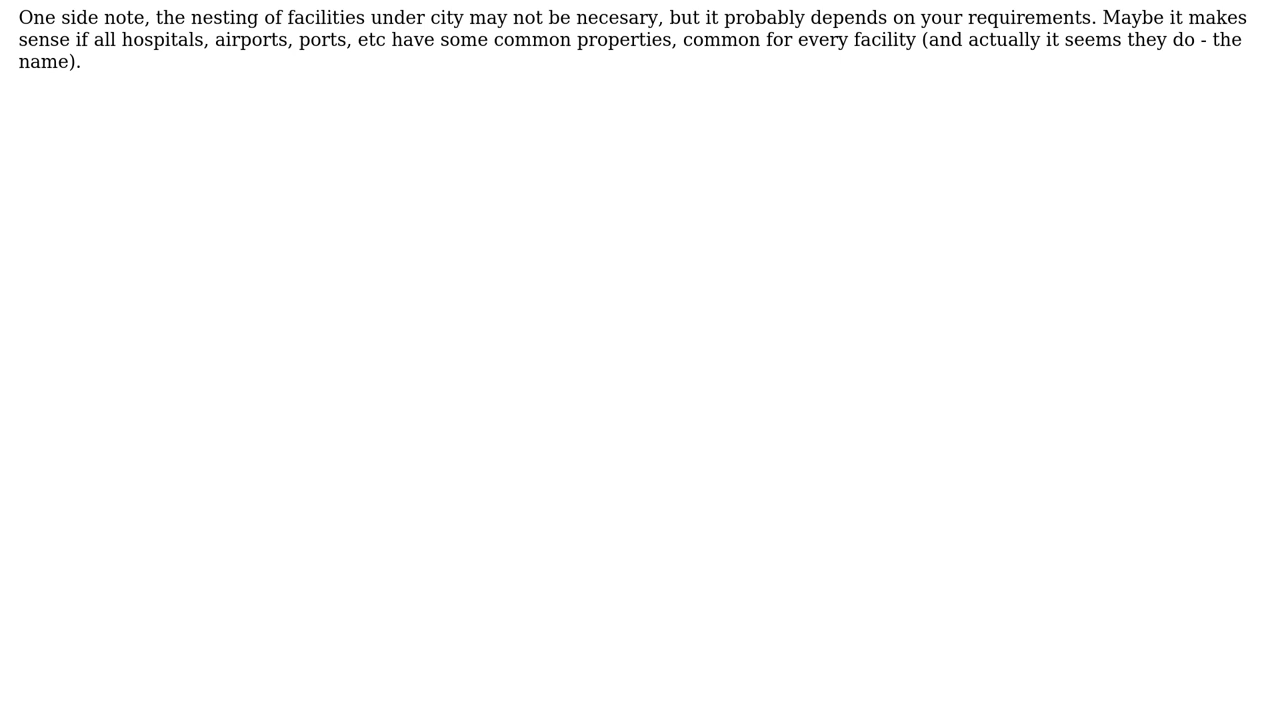 One side note, the nesting of facilities under city may not be necesary, but it probably depends on your requirements. Maybe it makes
sense if all hospitals, airports, ports, etc have some common properties, common for every facility (and actually it seems they do - the
name).